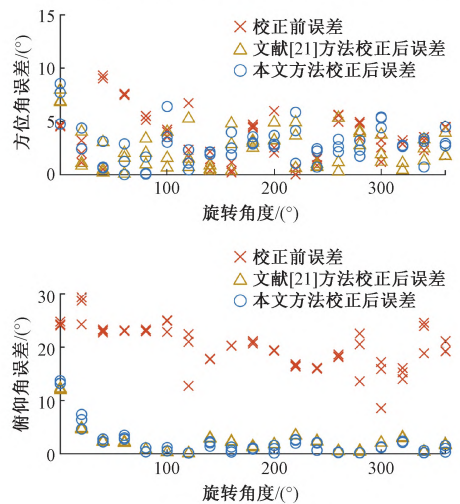 15
× 校正前误差
△ 文献[21]方法校正后误差
○ 本文方法校正后误差
10
5
0
方位角误差/(°)
100
200
300
旋转角度/(°)
× 校正前误差
△ 文献[21]方法校正后误差
○ 本文方法校正后误差
30
20
10
0
俯仰角误差/(°)
100
200
300
旋转角度/(°)